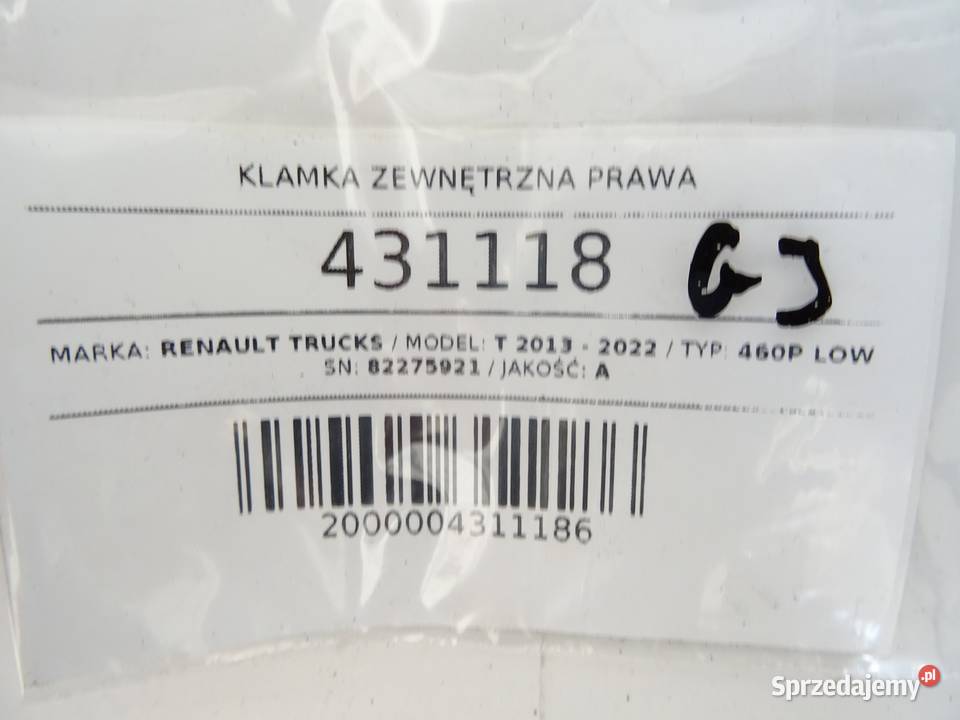 KLAMKA ZEWNĘTRZNA PRAWA
431118 GJ
MARKA: RENAULT TRUCKS / MODEL: T 2013 - 2022 / TYP: 460P LOW
SN: 82275921 / JAKOŚĆ: A
2000004311186
Sprzedajemy.pl